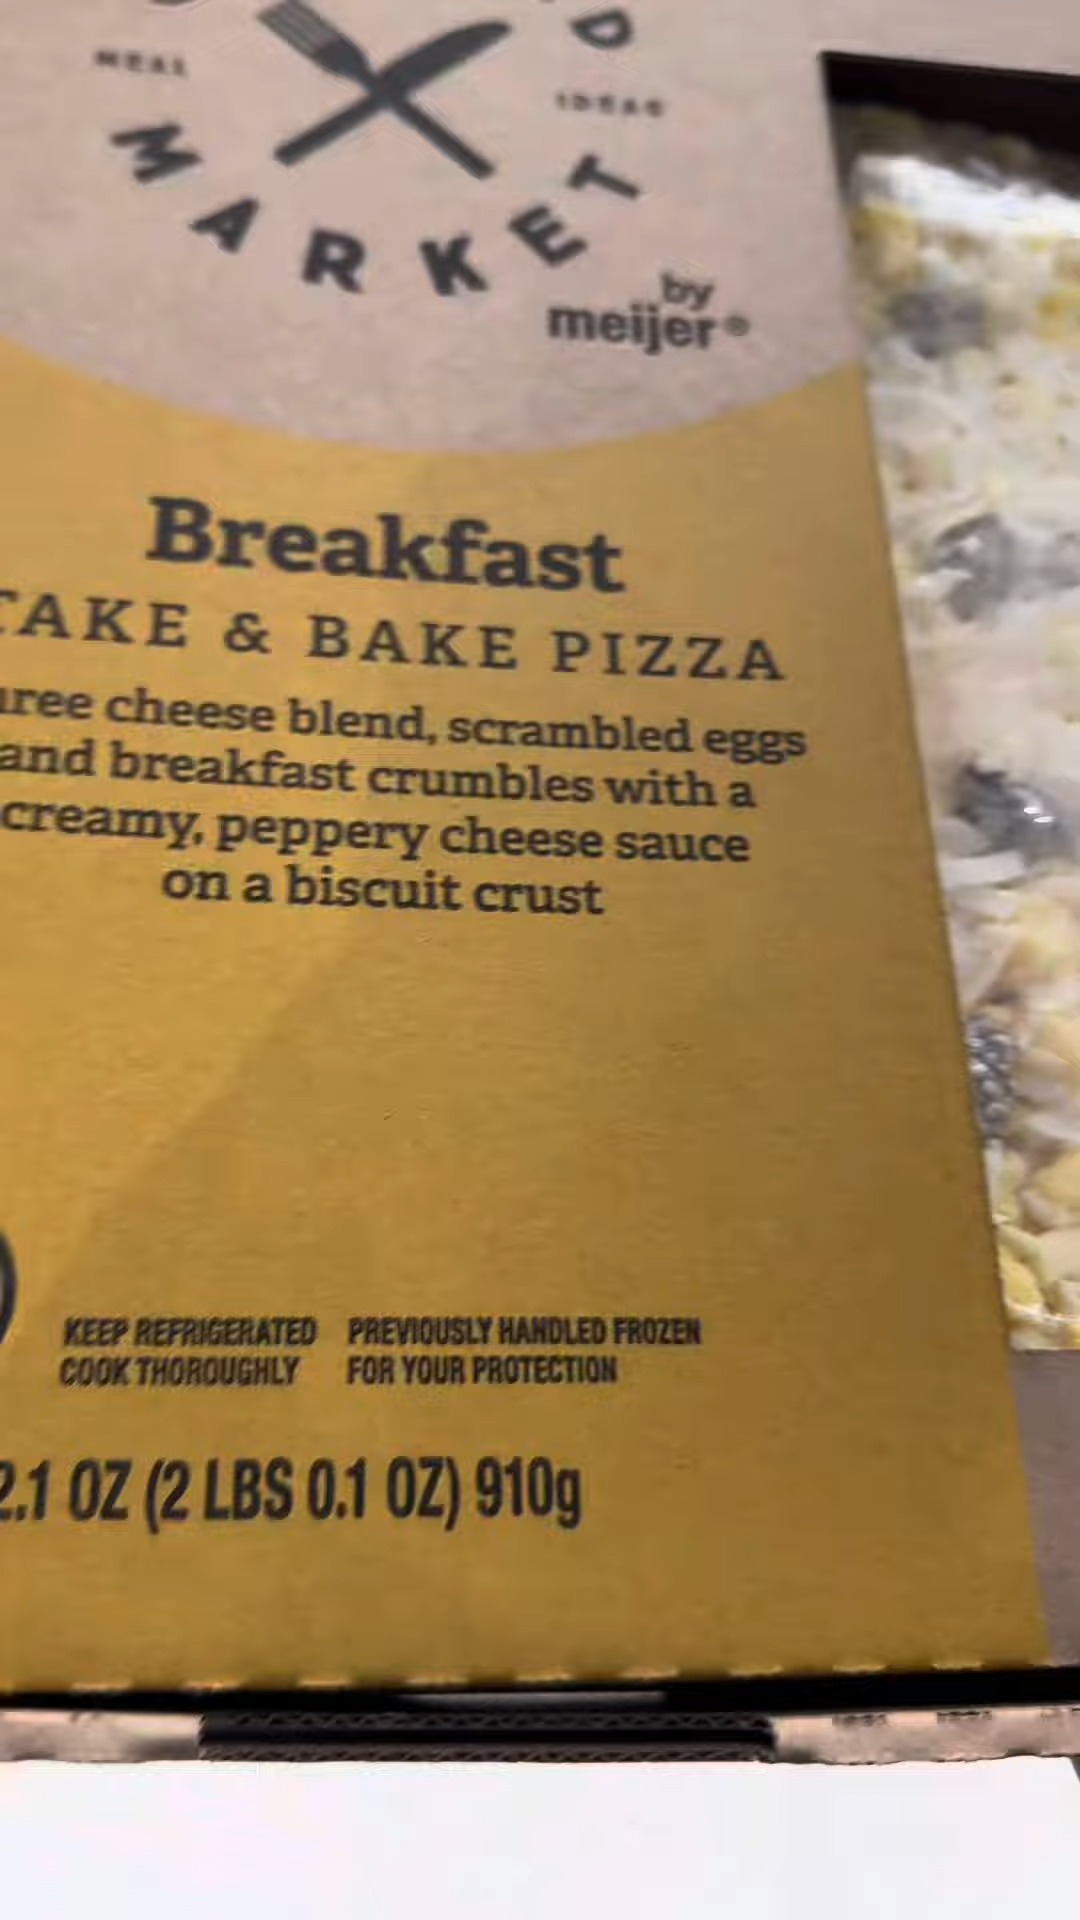 MEAL
IDEAS
MARKET
by
meijer®
Breakfast
TAKE & BAKE PIZZA
uree cheese blend, scrambled eggs
and breakfast crumbles with a
creamy, peppery cheese sauce
on a biscuit crust
KEEP REFRIGERATED PREVIOUSLY HANDLED FROZEN
COOK THOROUGHLY FOR YOUR PROTECTION
2.1 OZ (2 LBS 0.1 OZ) 910g